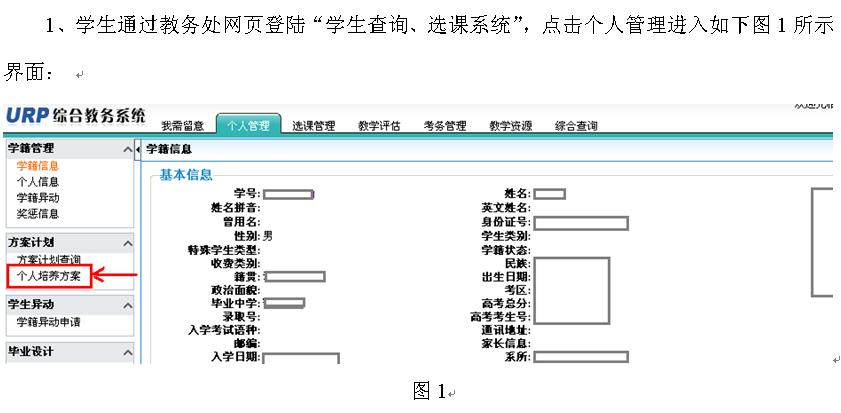 1、学生通过教务处网页登陆“学生查询、选课系统”，点击个人管理进入如下图1所示
界面：
URP综合教务系统
我需留意 个人管理 选课管理 教学评估 考务管理 教学资源 综合查询
学籍管理
学籍信息
个人信息
学籍异动
奖惩信息
方案计划
方案计划查询
个人培养方案
学生异动
学籍异动申请
毕业设计
学籍信息
基本信息
学号: 姓名:
姓名拼音: 英文姓名:
曾用名: 身份证号:
性别:男 学生类别:
特殊学生类型: 学籍状态:
收费类别: 民族:
籍贯: 出生日期:
政治面貌: 考区:
毕业中学: 高考总分:
录取号: 高考考生号:
入学考试语种: 通讯地址:
邮编: 家长信息:
入学日期: 系所:
图1